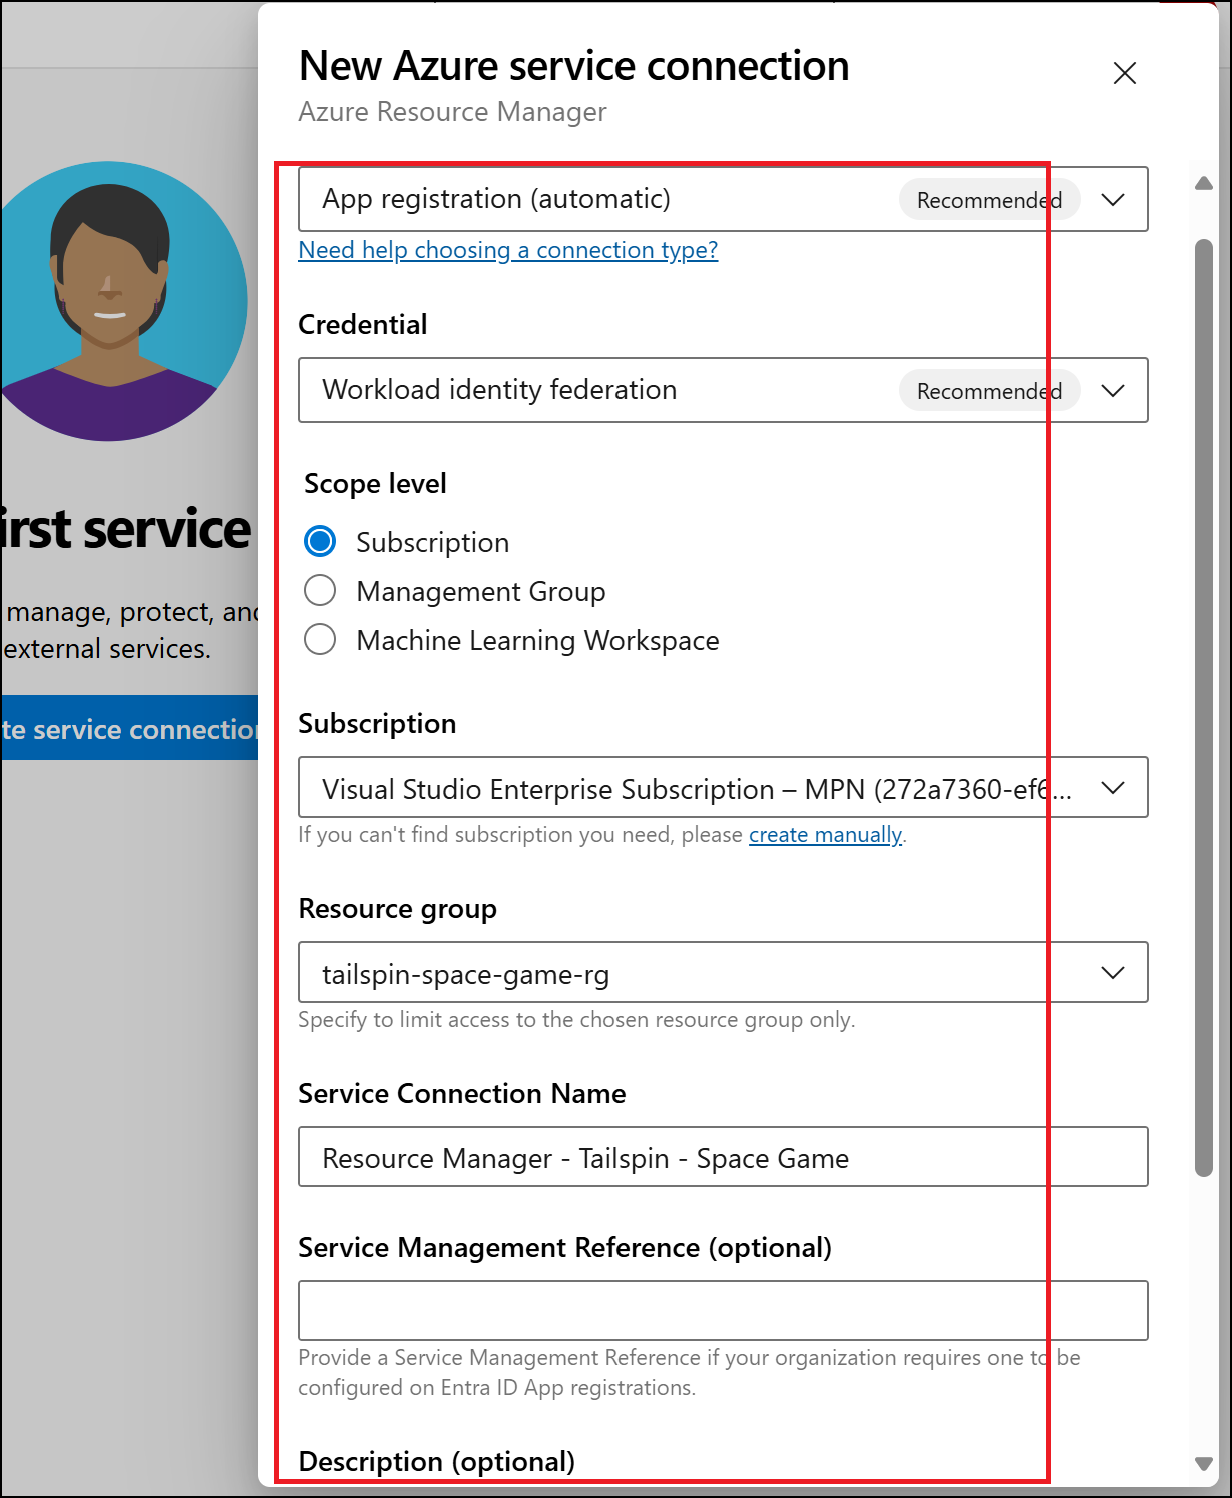 New Azure service connection
Azure Resource Manager
App registration (automatic)
Recommended
Need help choosing a connection type?
Credential
Workload identity federation
Recommended
Scope level
Subscription
Management Group
Machine Learning Workspace
Subscription
Visual Studio Enterprise Subscription – MPN (272a7360-ef6...
If you can't find subscription you need, please create manually.
Resource group
tailspin-space-game-rg
Specify to limit access to the chosen resource group only.
Service Connection Name
Resource Manager - Tailspin - Space Game
Service Management Reference (optional)
Provide a Service Management Reference if your organization requires one to be
configured on Entra ID App registrations.
Description (optional)
irst service
manage, protect, and
external services.
te service connection